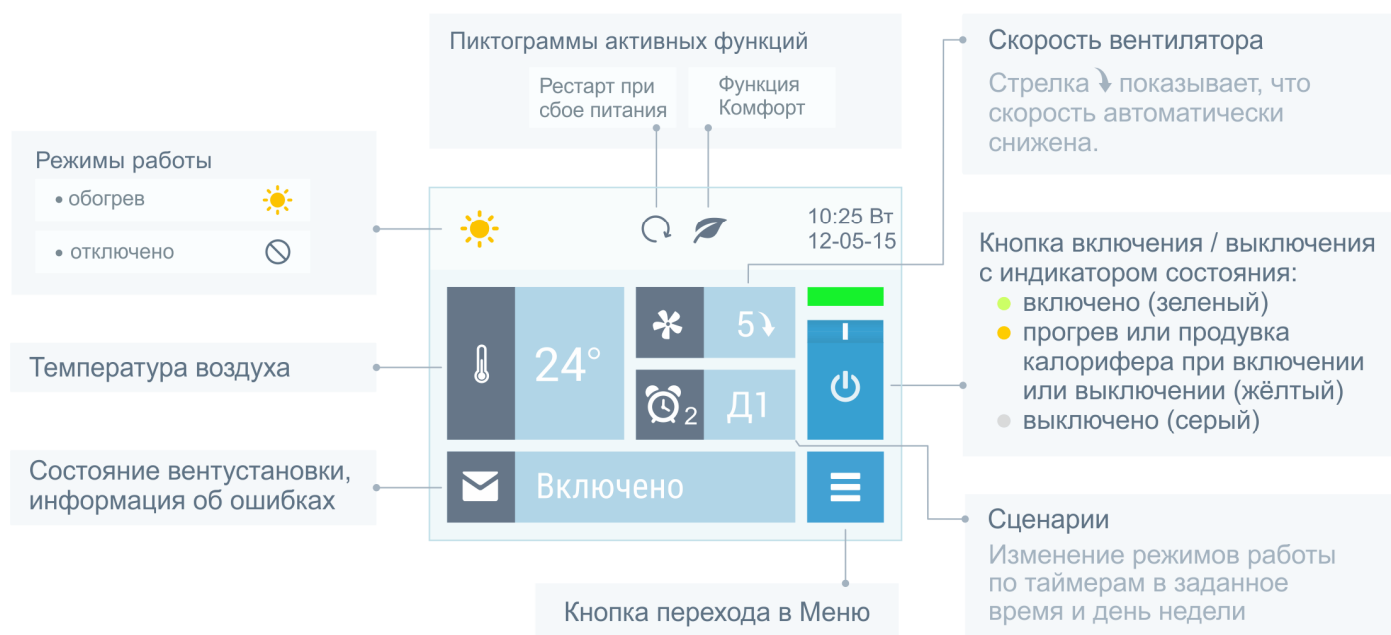 Пиктограммы активных функций
Рестарт при
сбое питания
Функция
Комфорт
Скорость вентилятора
Стрелка показывает, что
скорость автоматически
снижена.
Режимы работы
• обогрев
• отключено
10:25 Вт
12-05-15
Кнопка включения / выключения
с индикатором состояния:
включено (зеленый)
прогрев или продувка
калорифера при включении
или выключении (жёлтый)
выключено (серый)
Температура воздуха
24°
5
2
Д1
Состояние вентустановки,
информация об ошибках
Включено
Сценарии
Изменение режимов работы
по таймерам в заданное
время и день недели
Кнопка перехода в Меню